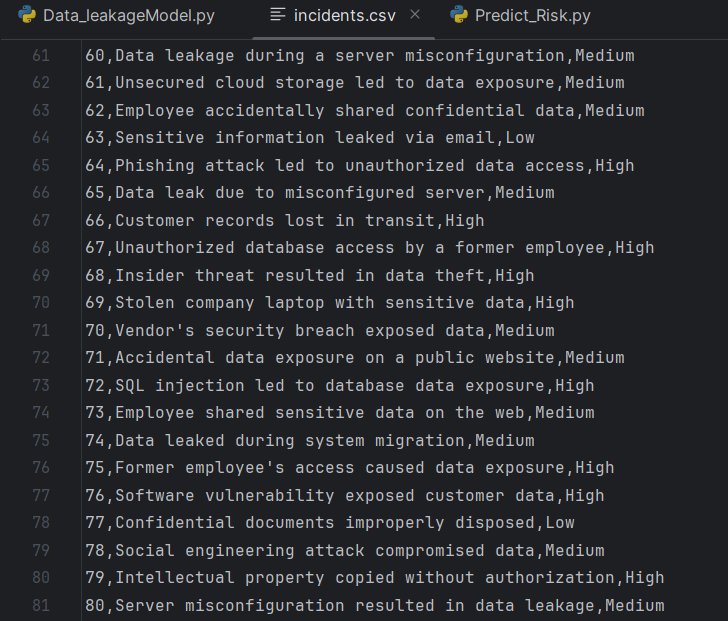 Data_leakageModel.py incidents.csv × Predict_Risk.py
61 60,Data leakage during a server misconfiguration,Medium
62 61,Unsecured cloud storage led to data exposure,Medium
63 62,Employee accidentally shared confidential data,Medium
64 63,Sensitive information leaked via email,Low
65 64,Phishing attack led to unauthorized data access,High
66 65,Data leak due to misconfigured server,Medium
67 66,Customer records lost in transit,High
68 67,Unauthorized database access by a former employee,High
69 68,Insider threat resulted in data theft,High
70 69,Stolen company laptop with sensitive data,High
71 70,Vendor's security breach exposed data,Medium
72 71,Accidental data exposure on a public website,Medium
73 72,SQL injection led to database data exposure,High
74 73,Employee shared sensitive data on the web,Medium
75 74,Data leaked during system migration,Medium
76 75,Former employee's access caused data exposure,High
77 76,Software vulnerability exposed customer data,High
78 77,Confidential documents improperly disposed,Low
79 78,Social engineering attack compromised data,Medium
80 79,Intellectual property copied without authorization,High
81 80,Server misconfiguration resulted in data leakage,Medium